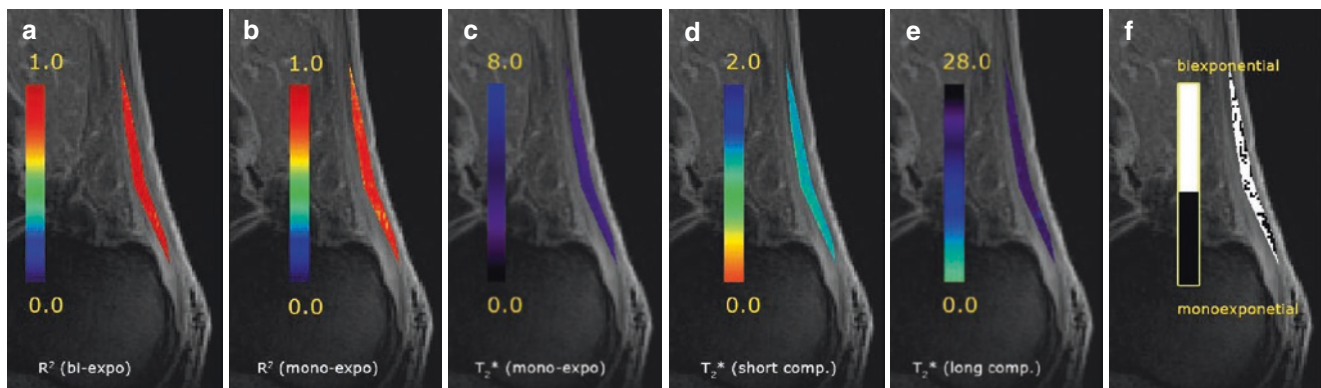 a
1.0
0.0
R² (bi-expo)
b
1.0
0.0
R² (mono-expo)
c
8.0
0.0
T₂* (mono-expo)
d
2.0
0.0
T₂* (short comp.)
e
28.0
0.0
T₂* (long comp.)
f
biexponential
monoexponetial